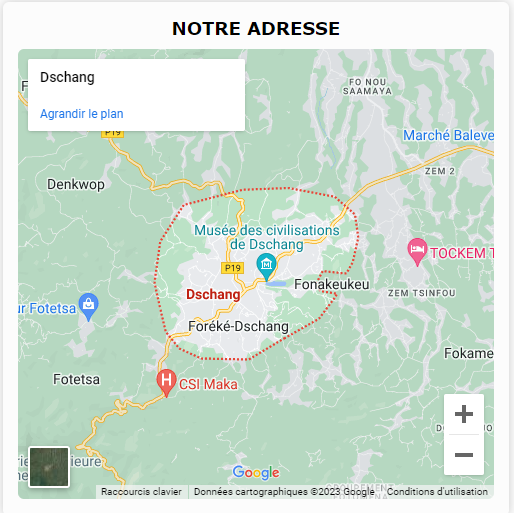 NOTRE ADRESSE
Dschang
Agrandir le plan
FO NOU
SAAMAYA
P19
Marché Baleve
ZEM 2
Denkwop
Musée des civilisations
de Dschang
TOCKEM T
P19
Fonakeukeu
Dschang
ZEM TSINFOU
ur Fotetsa
Foréké-Dschang
Fokame
Fotetsa
H
CSI Maka
+
−
Google
Raccourcis clavier
Données cartographiques ©2023 Google
Conditions d'utilisation